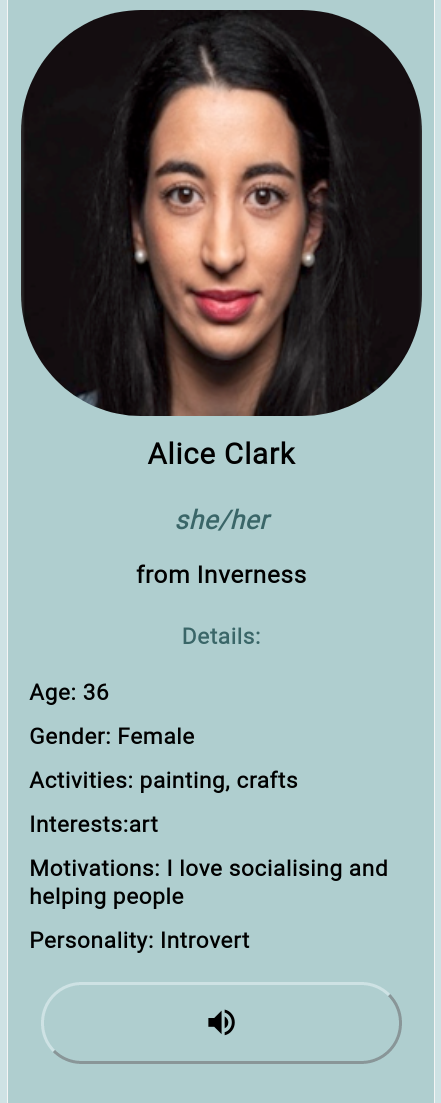 Alice Clark
she/her
from Inverness
Details:
Age: 36
Gender: Female
Activities: painting, crafts
Interests:art
Motivations: I love socialising and
helping people
Personality: Introvert